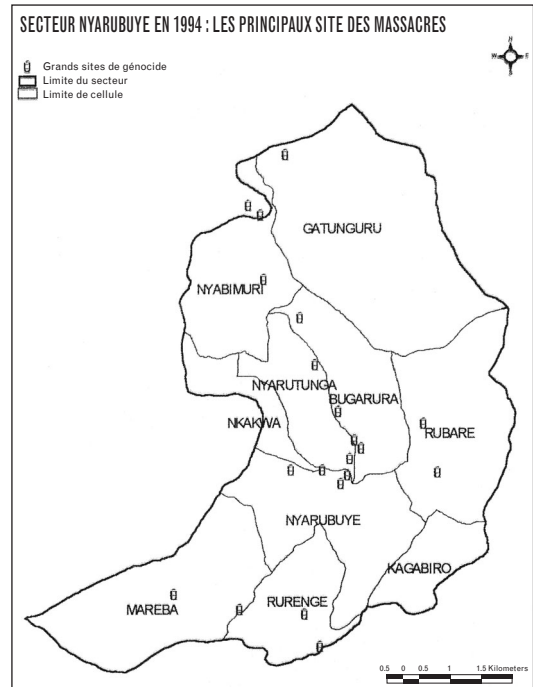 SECTEUR NYARUBUYE EN 1994 : LES PRINCIPAUX SITE DES MASSACRES
N
W E
S
Grands sites de génocide
Limite du secteur
Limite de cellule
GATUNGURU
NYABIMURI
NYARUTUNGA
BUGARURA
NKAKWA
RUBARE
NYARUBUYE
KAGABIRO
MAREBA
RURENGE
0.5 0 0.5 1 1.5 Kilometers